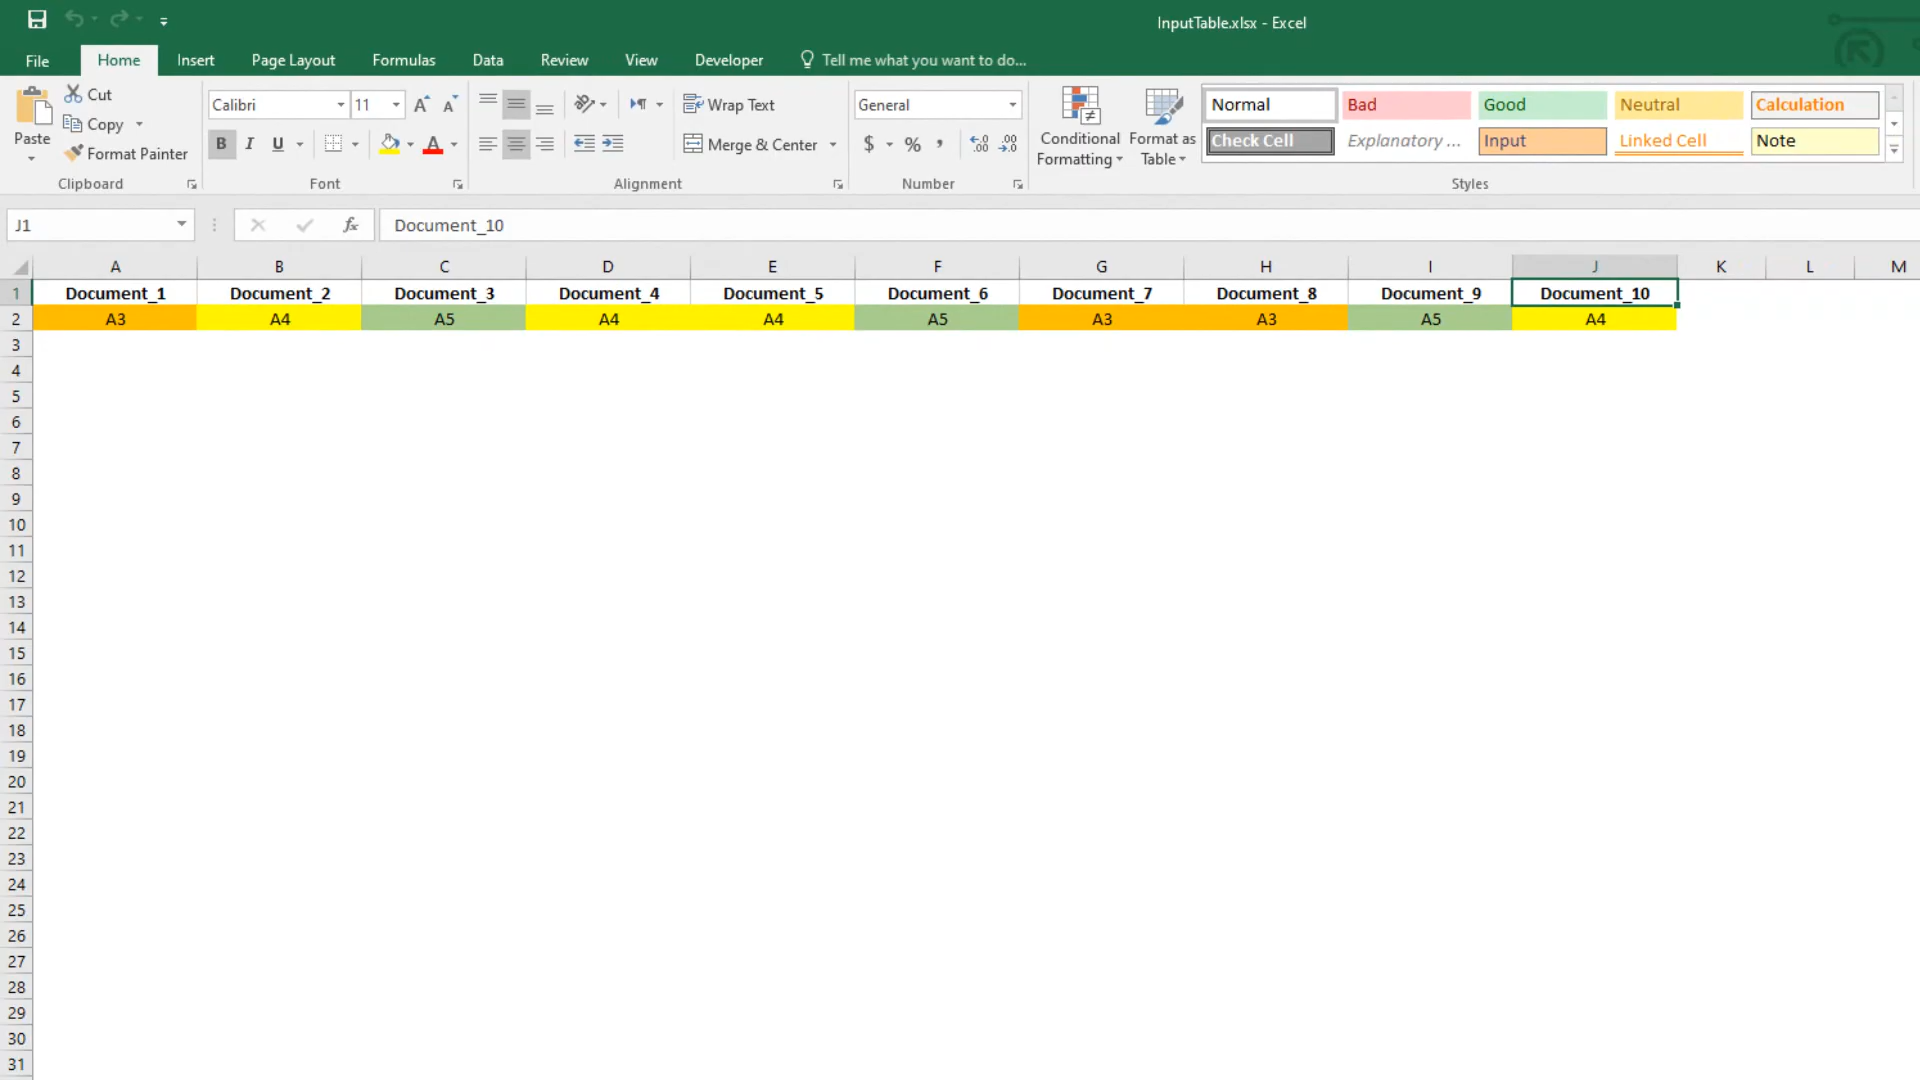 InputTable.xlsx - Excel
File Home Insert Page Layout Formulas Data Review View Developer Tell me what you want to do...
Paste
Cut
Copy
Format Painter
Clipboard
Calibri 11
B I U
Font
Wrap Text
Merge & Center
Alignment
General
$ % ,
Number
Conditional Formatting
Format as Table
Normal Bad Good Neutral Calculation
Check Cell Explanatory ... Input Linked Cell Note
Styles
J1 fx Document_10
A B C D E F G H I J K L M
1 Document_1 Document_2 Document_3 Document_4 Document_5 Document_6 Document_7 Document_8 Document_9 Document_10
2 A3 A4 A5 A4 A4 A5 A3 A3 A5 A4
3
4
5
6
7
8
9
10
11
12
13
14
15
16
17
18
19
20
21
22
23
24
25
26
27
28
29
30
31